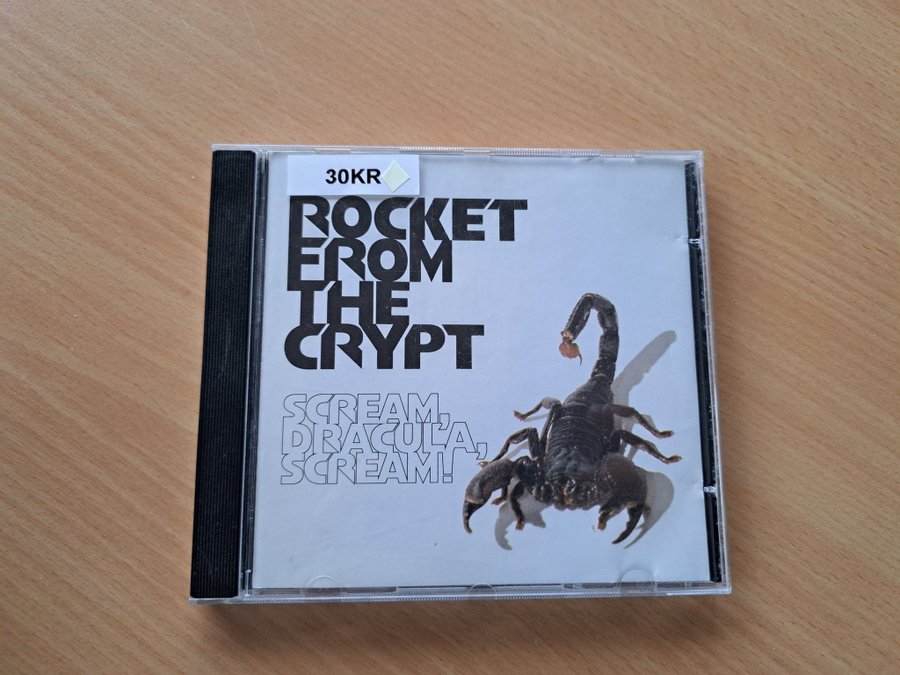 30KR
ROCKET
FROM
THE
CRYPT
SCREAM,
DRACULA,
SCREAM!